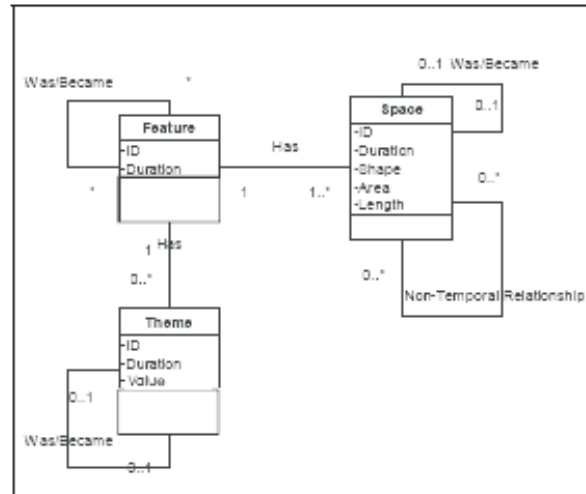 0..1 Was/Became
Was/Became *
Space
0..1
Feature
-ID
-Duration
*
Has
1
1..*
-ID
-Duration
-Shape
-Area
-Length
0..*
1
Has
0..*
0..*
Non-Temporal Relationship
Theme
-ID
-Duration
-Value
0..1
Was/Became
0..1